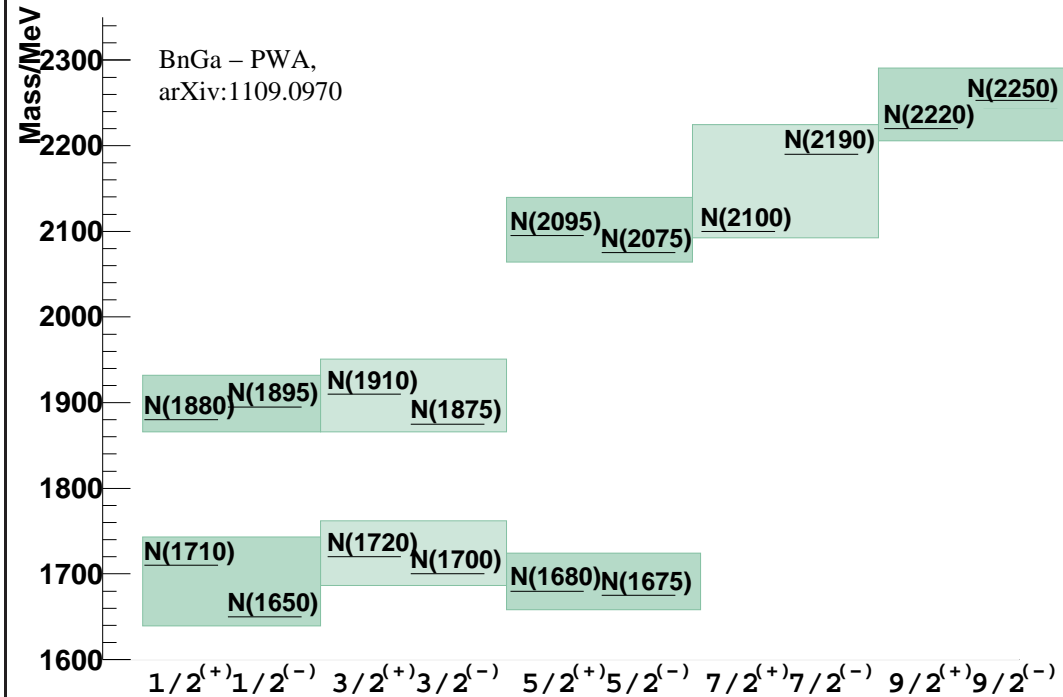 Mass/MeV
BnGa – PWA,
arXiv:1109.0970
2300
2200
2100
2000
1900
1800
1700
1600
N(2250)
N(2220)
N(2190)
N(2095)
N(2100)
N(2075)
N(1895)
N(1880)
N(1910)
N(1875)
N(1710)
N(1650)
N(1720)
N(1700)
N(1680)
N(1675)
1/2(+) 1/2(-) 3/2(+) 3/2(-) 5/2(+) 5/2(-) 7/2(+) 7/2(-) 9/2(+) 9/2(-)